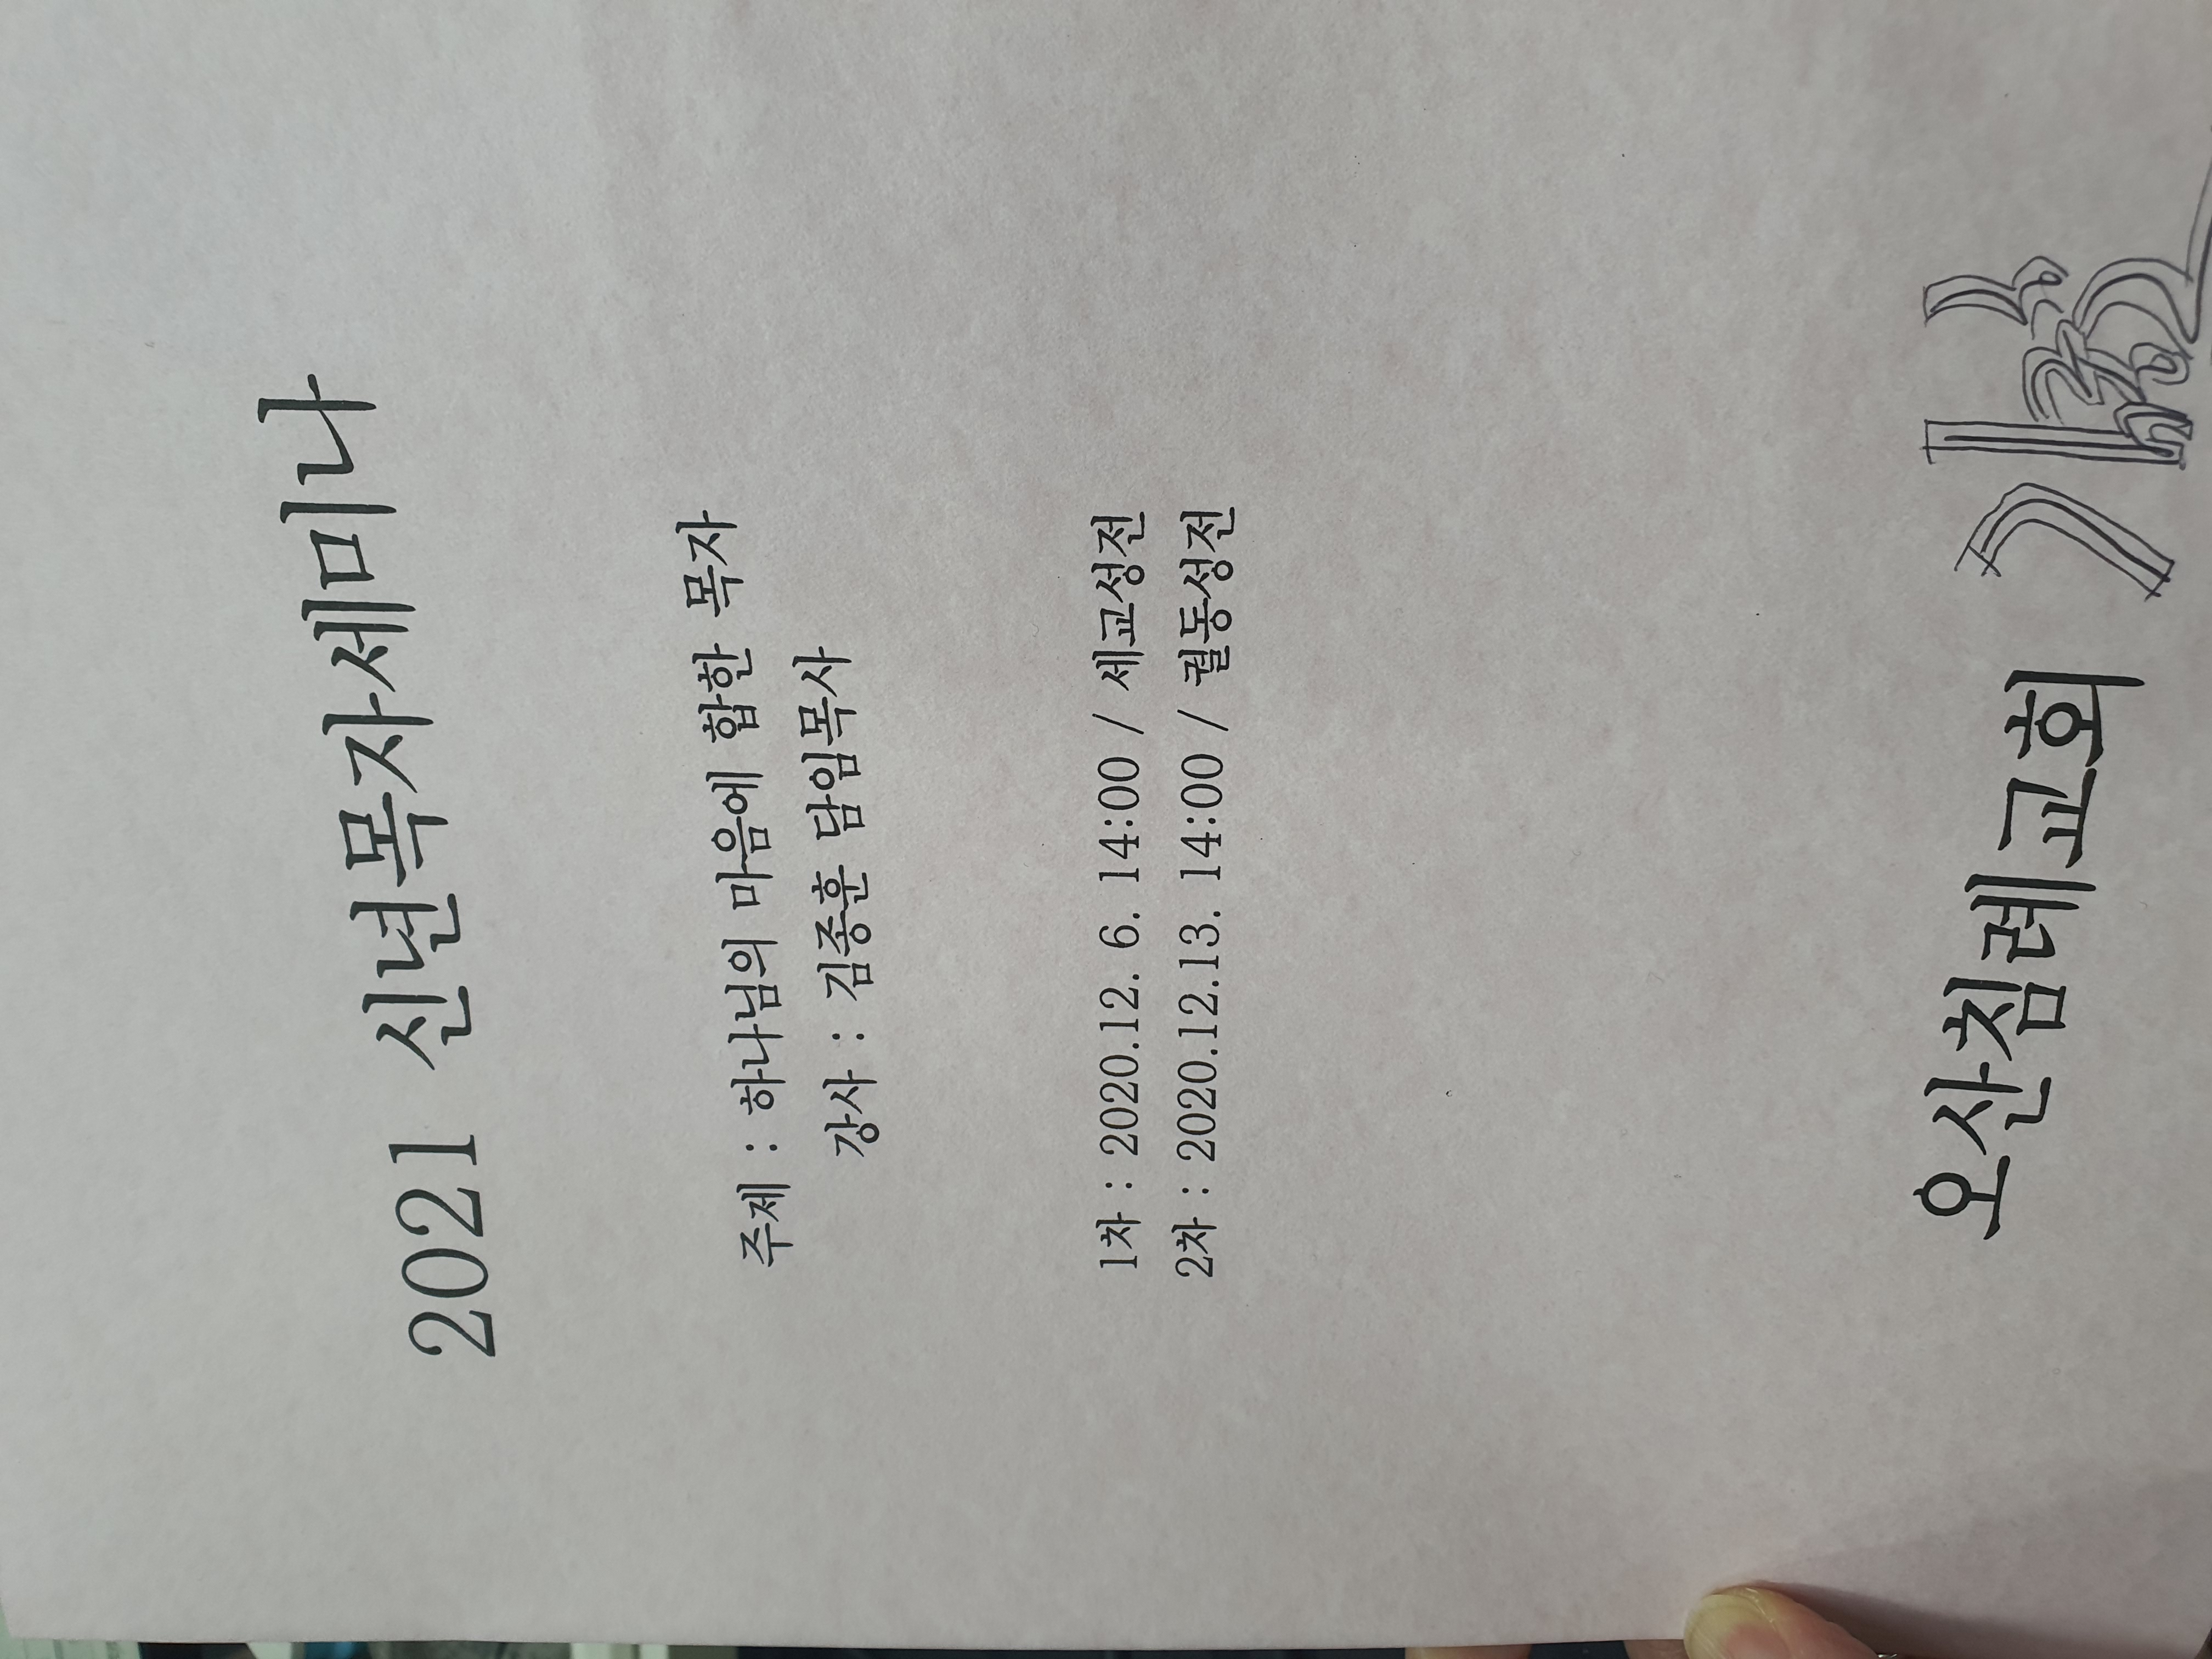 2021 신년목자세미나
주제 : 하나님의 마음에 합한 목자
강사 : 김종훈 담임목사
1차 : 2020.12. 6. 14:00 / 세교성전
2차 : 2020.12.13. 14:00 / 궐동성전
오산침례교회